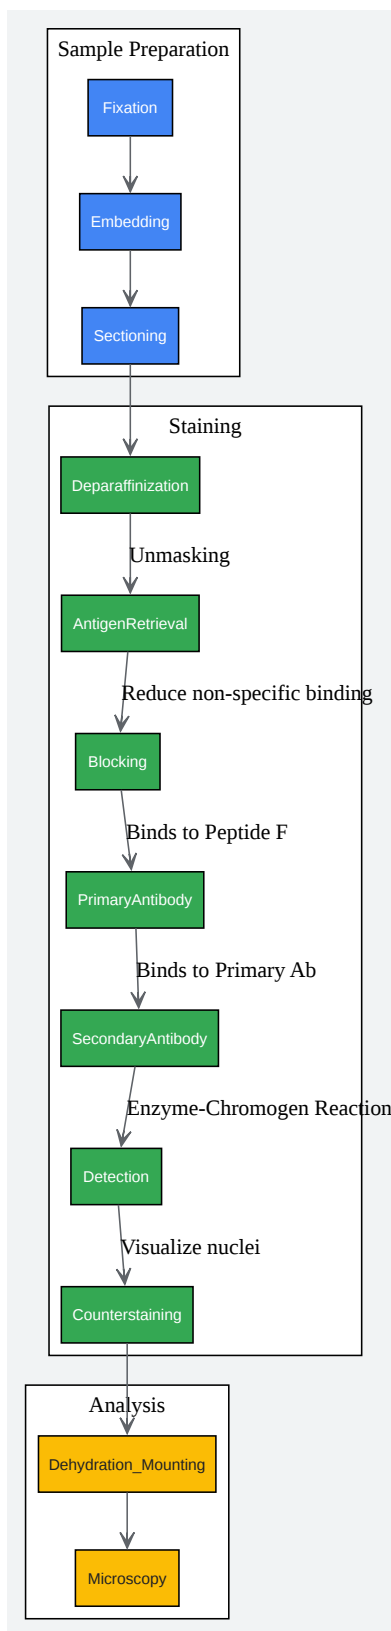 Sample Preparation
Fixation
Embedding
Sectioning
Staining
Deparaffinization
Unmasking
AntigenRetrieval
Reduce non-specific binding
Blocking
Binds to Peptide F
PrimaryAntibody
Binds to Primary Ab
SecondaryAntibody
Enzyme-Chromogen Reaction
Detection
Visualize nuclei
Counterstaining
Analysis
Dehydration_Mounting
Microscopy